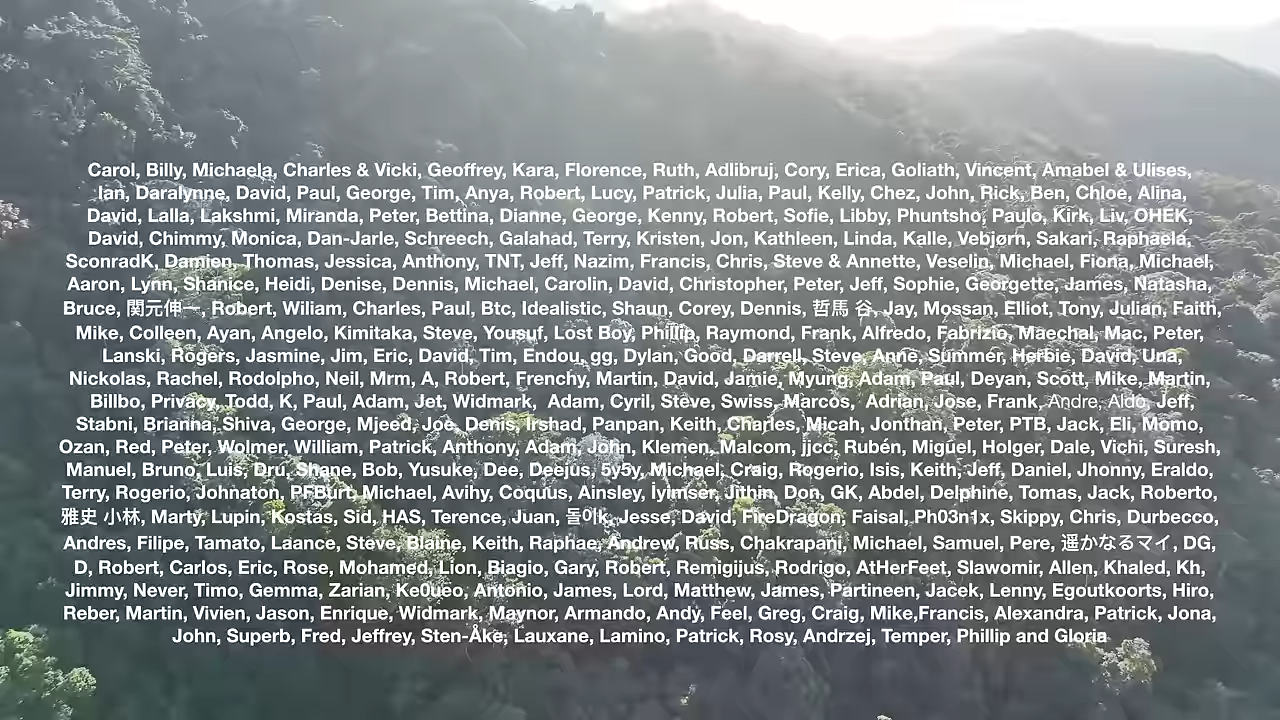 Carol, Billy, Michaela, Charles & Vicki, Geoffrey, Kara, Florence, Ruth, Adlibruj, Cory, Erica, Goliath, Vincent, Amabel & Ulises,
Ian, Daralynne, David, Paul, George, Tim, Anya, Robert, Lucy, Patrick, Julia, Paul, Kelly, Chez, John, Rick, Ben, Chloe, Alina,
David, Lalla, Lakshmi, Miranda, Peter, Bettina, Dianne, George, Kenny, Robert, Sofie, Libby, Phuntsho, Paulo, Kirk, Liv, OHEK,
David, Chimmy, Monica, Dan-Jarle, Schreech, Galahad, Terry, Kristen, Jon, Kathleen, Linda, Kalle, Vebjørn, Sakari, Raphaela,
SconradK, Damien, Thomas, Jessica, Anthony, TNT, Jeff, Nazim, Francis, Chris, Steve & Annette, Veselin, Michael, Fiona, Michael,
Aaron, Lynn, Shanice, Heidi, Denise, Dennis, Michael, Carolin, David, Christopher, Peter, Jeff, Sophie, Georgette, James, Natasha,
Bruce, 関元伸一, Robert, Wiliam, Charles, Paul, Btc, Idealistic, Shaun, Corey, Dennis, 哲馬 谷, Jay, Mossan, Elliot, Tony, Julian, Faith,
Mike, Colleen, Ayan, Angelo, Kimitaka, Steve, Yousuf, Lost Boy, Phillip, Raymond, Frank, Alfredo, Fabrizio, Maechal, Mac, Peter,
Lanski, Rogers, Jasmine, Jim, Eric, David, Tim, Endou, gg, Dylan, Good, Darrell, Steve, Anne, Summer, Herbie, David, Una,
Nickolas, Rachel, Rodolpho, Neil, Mrm, A, Robert, Frenchy, Martin, David, Jamie, Myung, Adam, Paul, Deyan, Scott, Mike, Martin,
Billbo, Privacy, Todd, K, Paul, Adam, Jet, Widmark, Adam, Cyril, Steve, Swiss, Marcos, Adrian, Jose, Frank, Andre, Aldo, Jeff,
Stabni, Brianna, Shiva, George, Mjeed, Joe, Denis, Irshad, Panpan, Keith, Charles, Micah, Jonthan, Peter, PTB, Jack, Eli, Momo,
Ozan, Red, Peter, Wolmer, William, Patrick, Anthony, Adam, John, Klemen, Malcom, jjcc, Rubén, Miguel, Holger, Dale, Vichi, Suresh,
Manuel, Bruno, Luis, Dru, Shane, Bob, Yusuke, Dee, Deejus, 5y5y, Michael, Craig, Rogerio, Isis, Keith, Jeff, Daniel, Jhonny, Eraldo,
Terry, Rogerio, Johnaton, PFBurt, Michael, Avihy, Coquus, Ainsley, İyimser, Jithin, Don, GK, Abdel, Delphine, Tomas, Jack, Roberto,
雅史 小林, Marty, Lupin, Kostas, Sid, HAS, Terence, Juan, 돌이k, Jesse, David, FireDragon, Faisal, Ph03n1x, Skippy, Chris, Durbecco,
Andres, Filipe, Tamato, Laance, Steve, Blaine, Keith, Raphae, Andrew, Russ, Chakrapani, Michael, Samuel, Pere, 遥かなるマイ, DG,
D, Robert, Carlos, Eric, Rose, Mohamed, Lion, Biagio, Gary, Robert, Remigijus, Rodrigo, AtHerFeet, Slawomir, Allen, Khaled, Kh,
Jimmy, Never, Timo, Gemma, Zarian, Ke0ueo, Antonio, James, Lord, Matthew, James, Partineen, Jacek, Lenny, Egoutkoorts, Hiro,
Reber, Martin, Vivien, Jason, Enrique, Widmark, Maynor, Armando, Andy, Feel, Greg, Craig, Mike,Francis, Alexandra, Patrick, Jona,
John, Superb, Fred, Jeffrey, Sten-Åke, Lauxane, Lamino, Patrick, Rosy, Andrzej, Temper, Phillip and Gloria